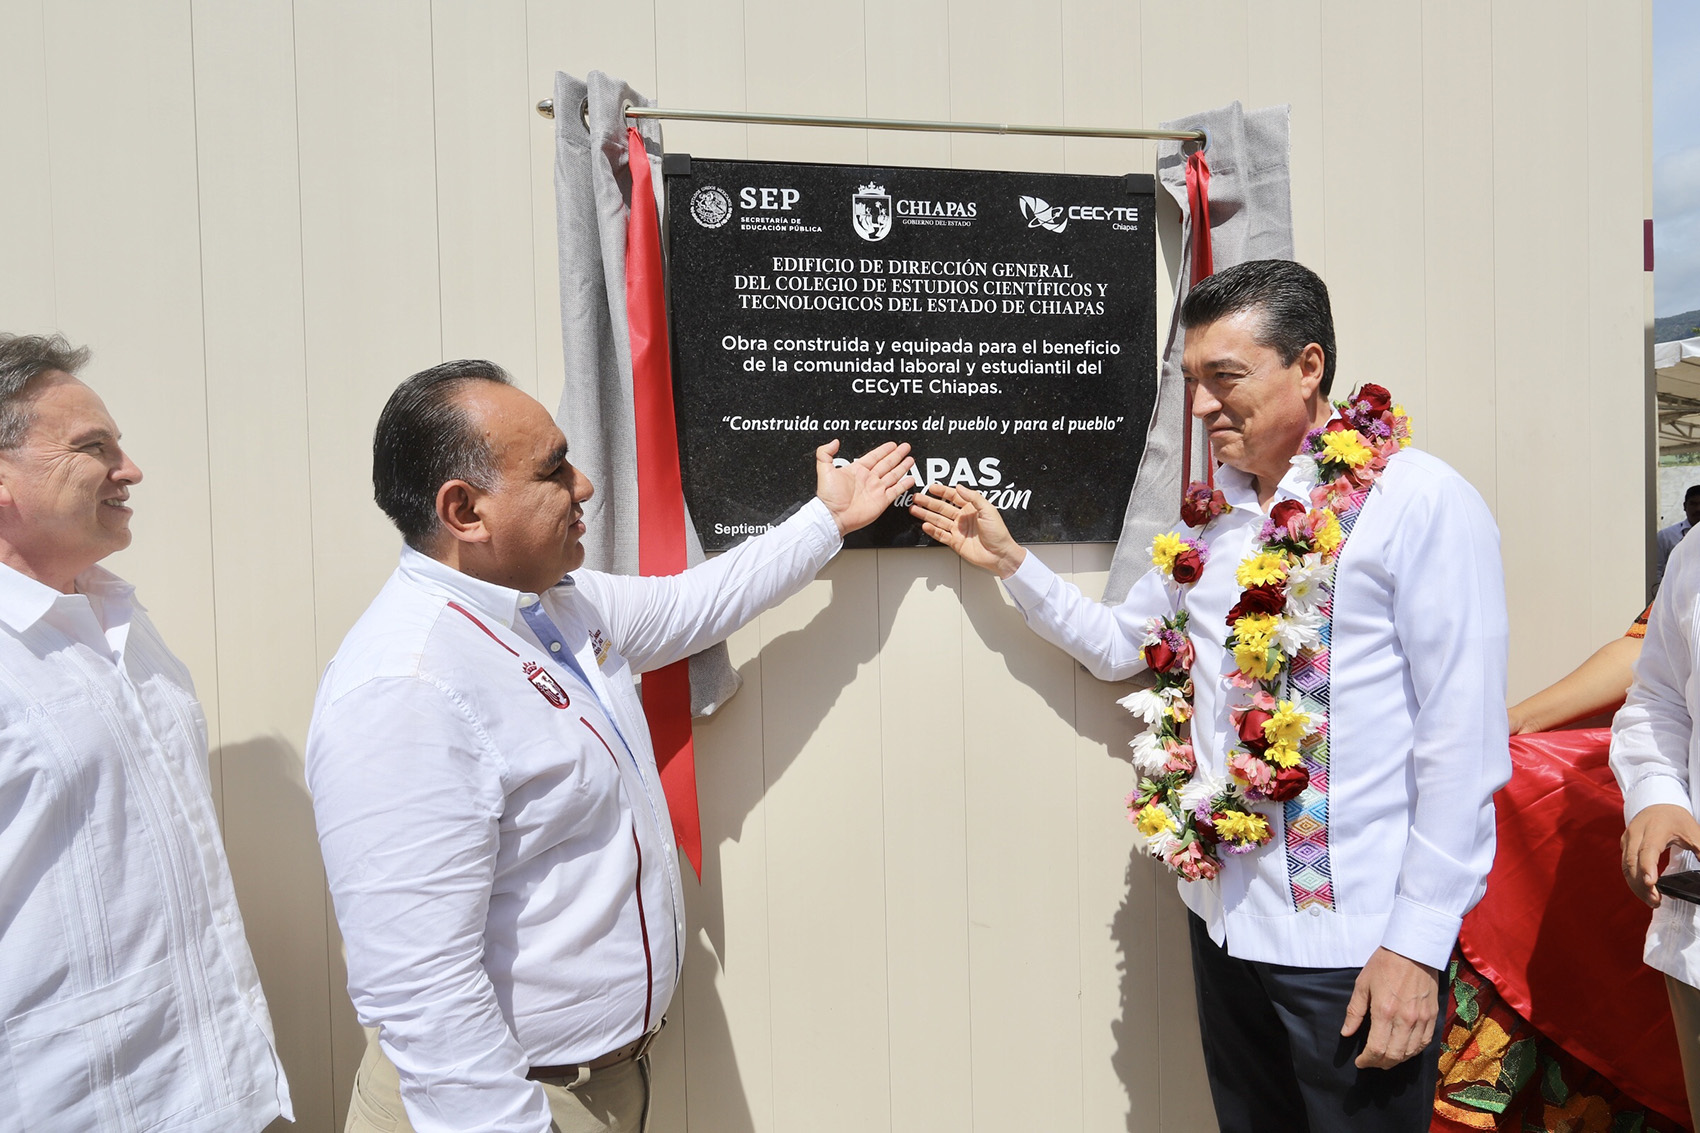 SEP
SECRETARÍA DE
EDUCACIÓN PÚBLICA
CHIAPAS
GOBIERNO DEL ESTADO
CECyTE
Chiapas
EDIFICIO DE DIRECCIÓN GENERAL
DEL COLEGIO DE ESTUDIOS CIENTÍFICOS Y
TECNOLOGICOS DEL ESTADO DE CHIAPAS
Obra construida y equipada para el beneficio
de la comunidad laboral y estudiantil del
CECyTE Chiapas.
“Construida con recursos del pueblo y para el pueblo”